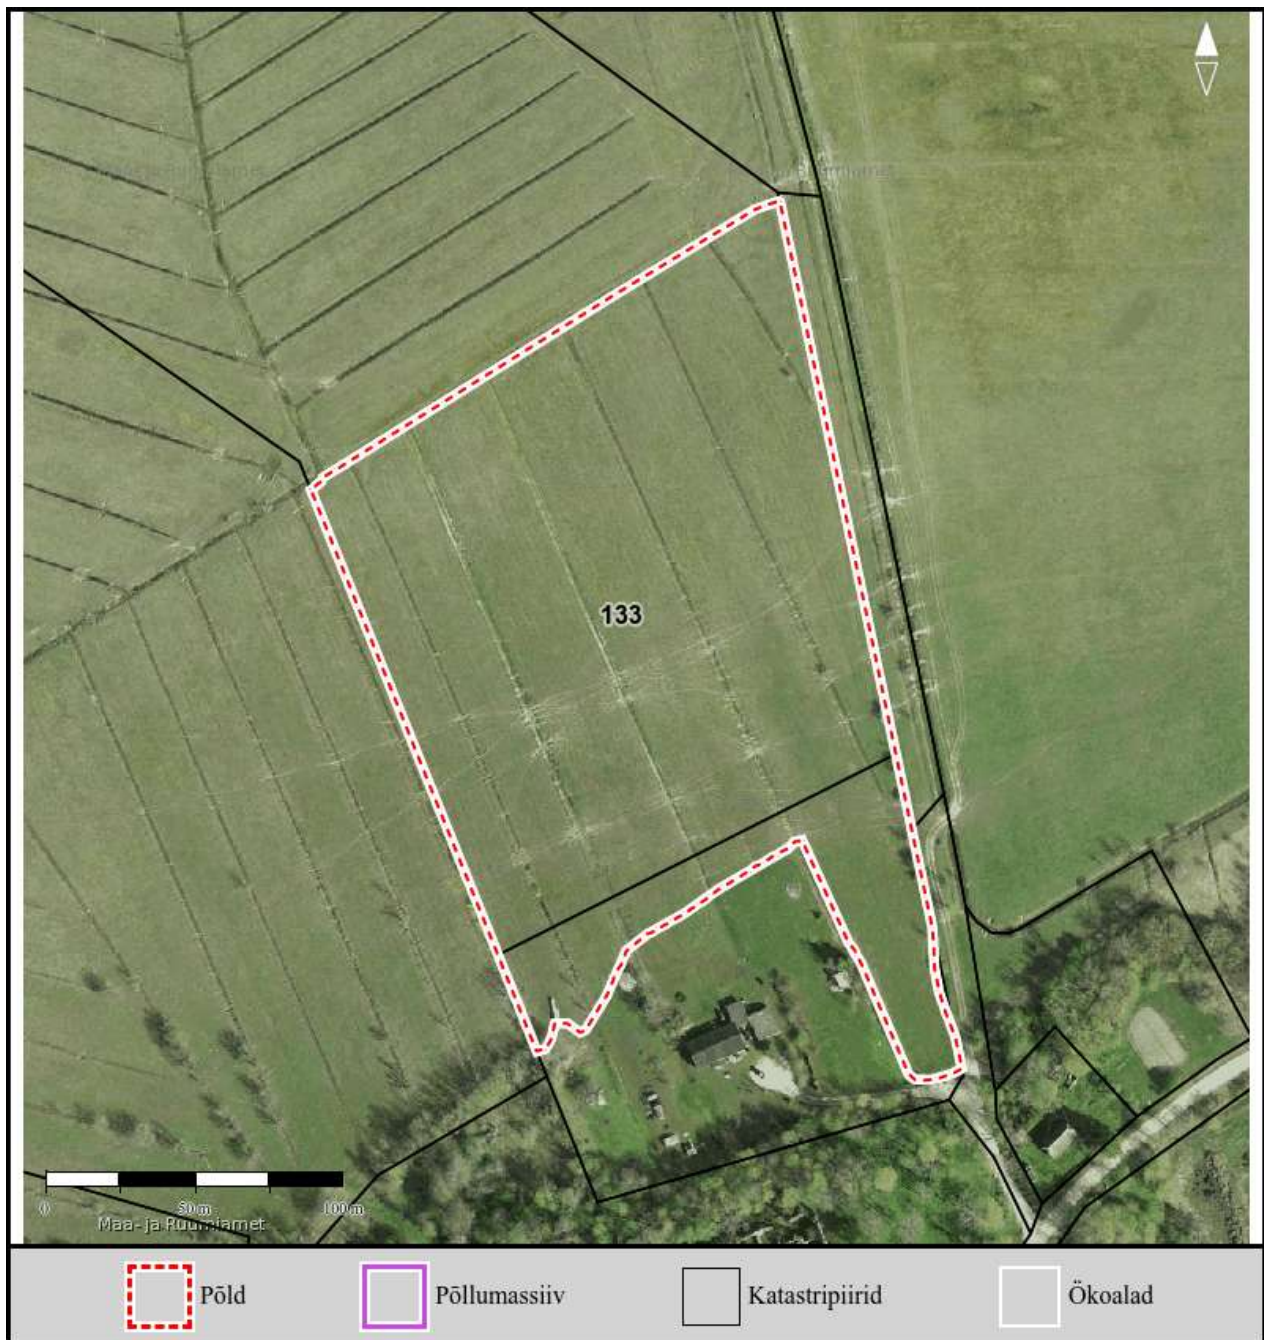 133
0 50 m 100 m
Maa- ja Ruumiamet
Põld Põllumassiiv Katastripiirid Ökoalad